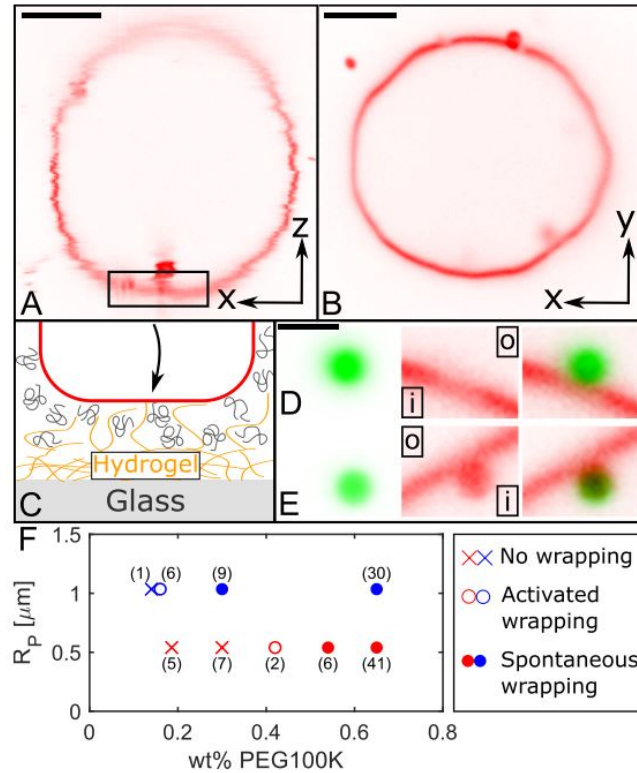 A
z
x
B
y
x
C
Hydrogel
Glass
D
i
o
E
o
i
F
R_P [μm]
1.5
1
0.5
0
(1) (6) (9) (30)
(5) (7) (2) (6) (41)
0 0.2 0.4 0.6 0.8
wt% PEG100K
No wrapping
Activated
wrapping
Spontaneous
wrapping